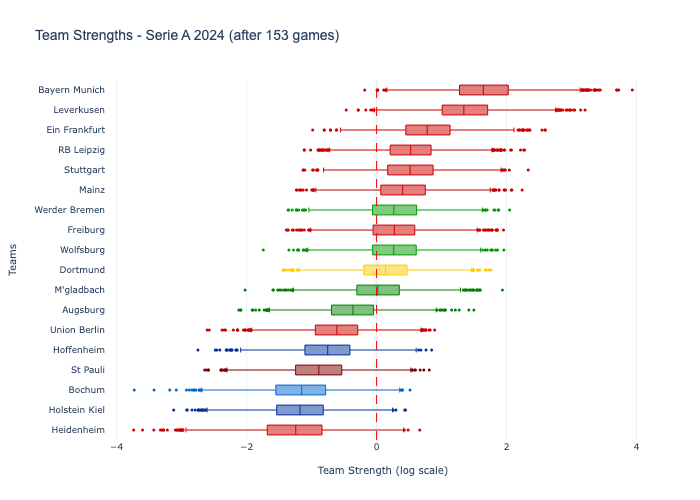 Team Strengths - Serie A 2024 (after 153 games)
Bayern Munich
Leverkusen
Ein Frankfurt
RB Leipzig
Stuttgart
Mainz
Werder Bremen
Freiburg
Wolfsburg
Dortmund
M'gladbach
Augsburg
Union Berlin
Hoffenheim
St Pauli
Bochum
Holstein Kiel
Heidenheim
Teams
−4 −2 0 2 4
Team Strength (log scale)